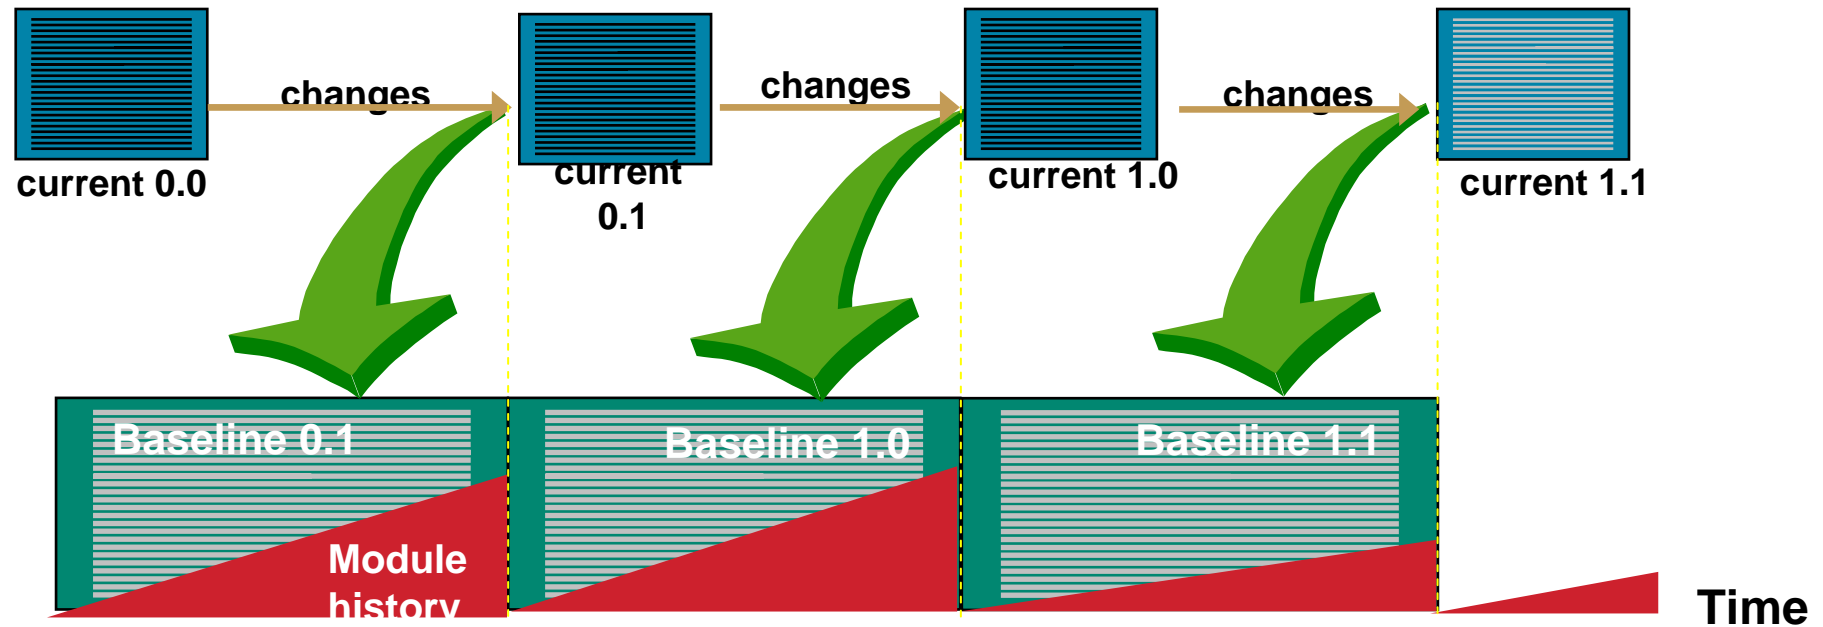 changes
changes
changes
current 0.0
current
0.1
current 1.0
current 1.1
Baseline 0.1
Baseline 1.0
Baseline 1.1
Module
history
Time